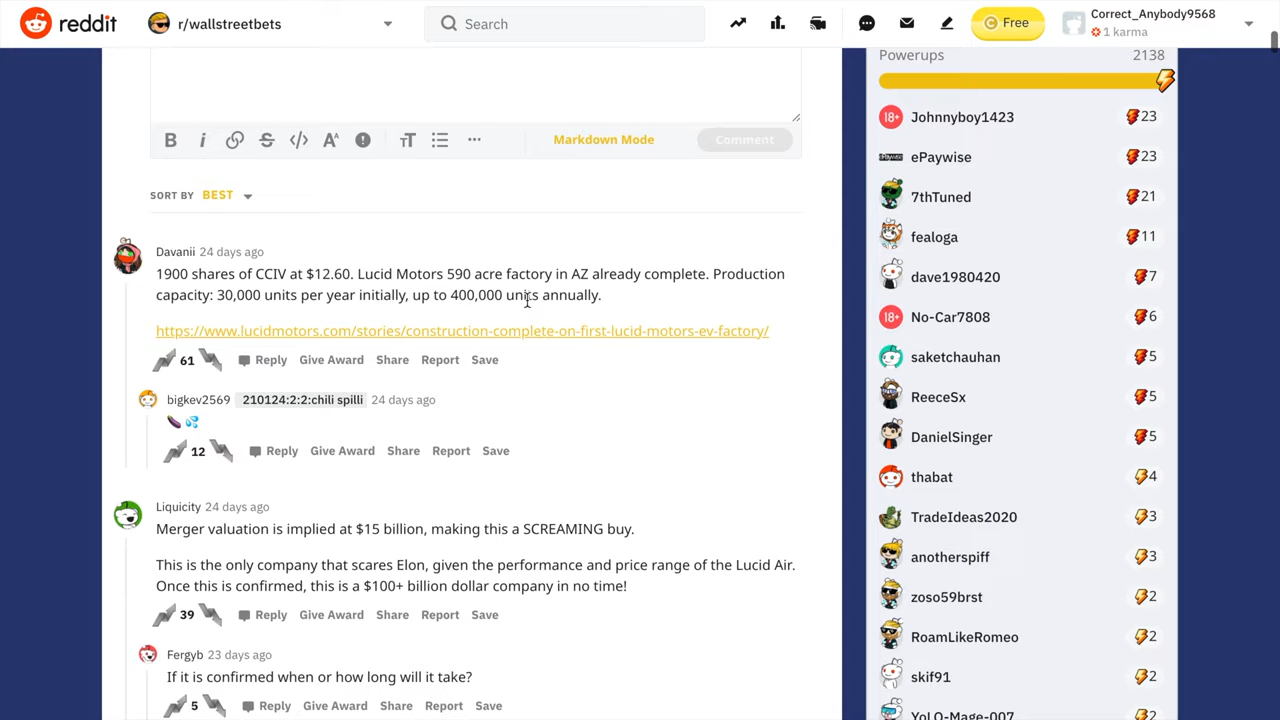 reddit
r/wallstreetbets
Search
Free
Correct_Anybody9568
1 karma
Markdown Mode
Comment
SORT BY BEST
Davanii 24 days ago
1900 shares of CCIV at $12.60. Lucid Motors 590 acre factory in AZ already complete. Production
capacity: 30,000 units per year initially, up to 400,000 units annually.
https://www.lucidmotors.com/stories/construction-complete-on-first-lucid-motors-ev-factory/
61 Reply Give Award Share Report Save
bigkev2569 210124:2:2:chili spilli 24 days ago
🍆💦
12 Reply Give Award Share Report Save
Liquicity 24 days ago
Merger valuation is implied at $15 billion, making this a SCREAMING buy.
This is the only company that scares Elon, given the performance and price range of the Lucid Air.
Once this is confirmed, this is a $100+ billion dollar company in no time!
39 Reply Give Award Share Report Save
Fergyb 23 days ago
If it is confirmed when or how long will it take?
5 Reply Give Award Share Report Save
Powerups 2138
18+ Johnnyboy1423 23
ePaywise 23
7thTuned 21
fealoga 11
dave1980420 7
18+ No-Car7808 6
saketchauhan 5
ReeceSx 5
DanielSinger 5
thabat 4
TradeIdeas2020 3
anotherspiff 3
zoso59brst 2
RoamLikeRomeo 2
skif91 2
YoLO-Mage-007 2